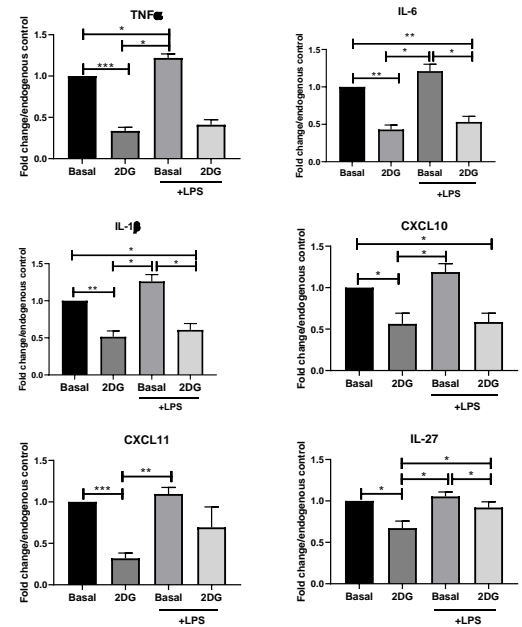 TNFα
Fold change/endogenous control
1.5
1.0
0.5
0.0
*
*
***
Basal 2DG Basal 2DG
+LPS
IL-6
Fold change/endogenous control
1.5
1.0
0.5
0.0
**
* *
**
Basal 2DG Basal 2DG
+LPS
IL-1β
Fold change/endogenous control
1.5
1.0
0.5
0.0
*
* *
**
Basal 2DG Basal 2DG
+LPS
CXCL10
Fold change/endogenous control
1.5
1.0
0.5
0.0
*
*
*
Basal 2DG Basal 2DG
+LPS
CXCL11
Fold change/endogenous control
1.5
1.0
0.5
0.0
**
***
Basal 2DG Basal 2DG
+LPS
IL-27
Fold change/endogenous control
1.5
1.0
0.5
0.0
*
* *
*
Basal 2DG Basal 2DG
+LPS